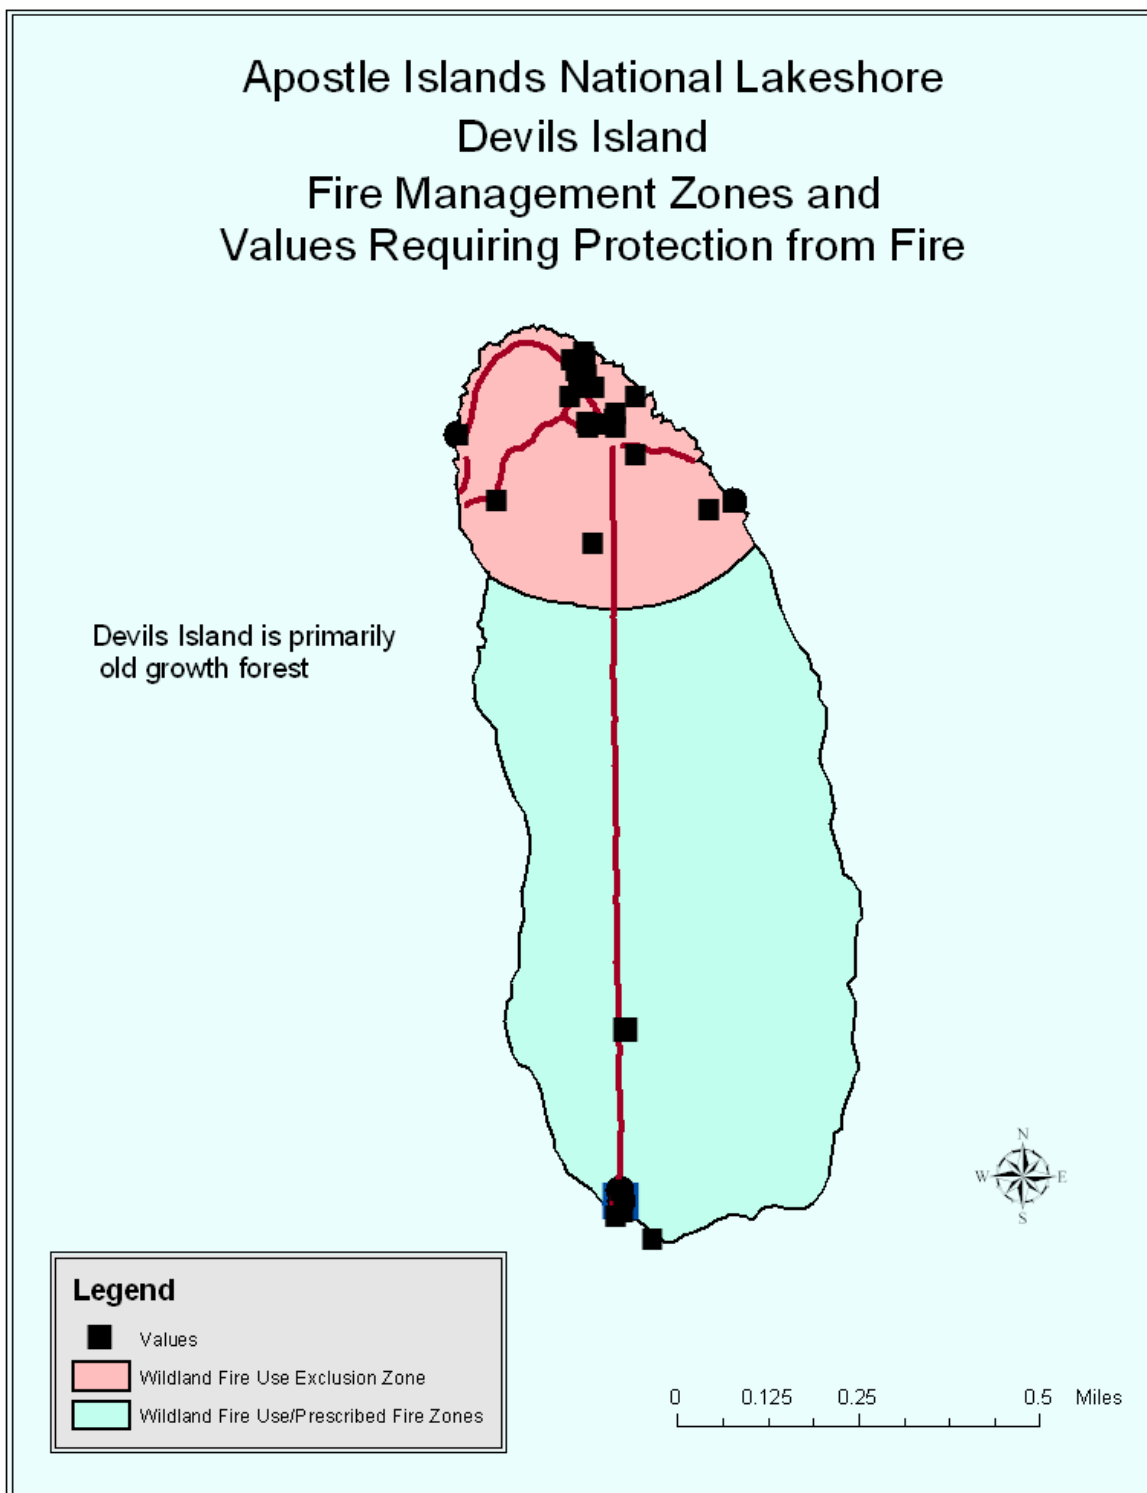 Apostle Islands National Lakeshore
Devils Island
Fire Management Zones and
Values Requiring Protection from Fire
Devils Island is primarily
old growth forest
N
W E
S
Legend
Values
Wildland Fire Use Exclusion Zone
Wildland Fire Use/Prescribed Fire Zones
0 0.125 0.25 0.5 Miles